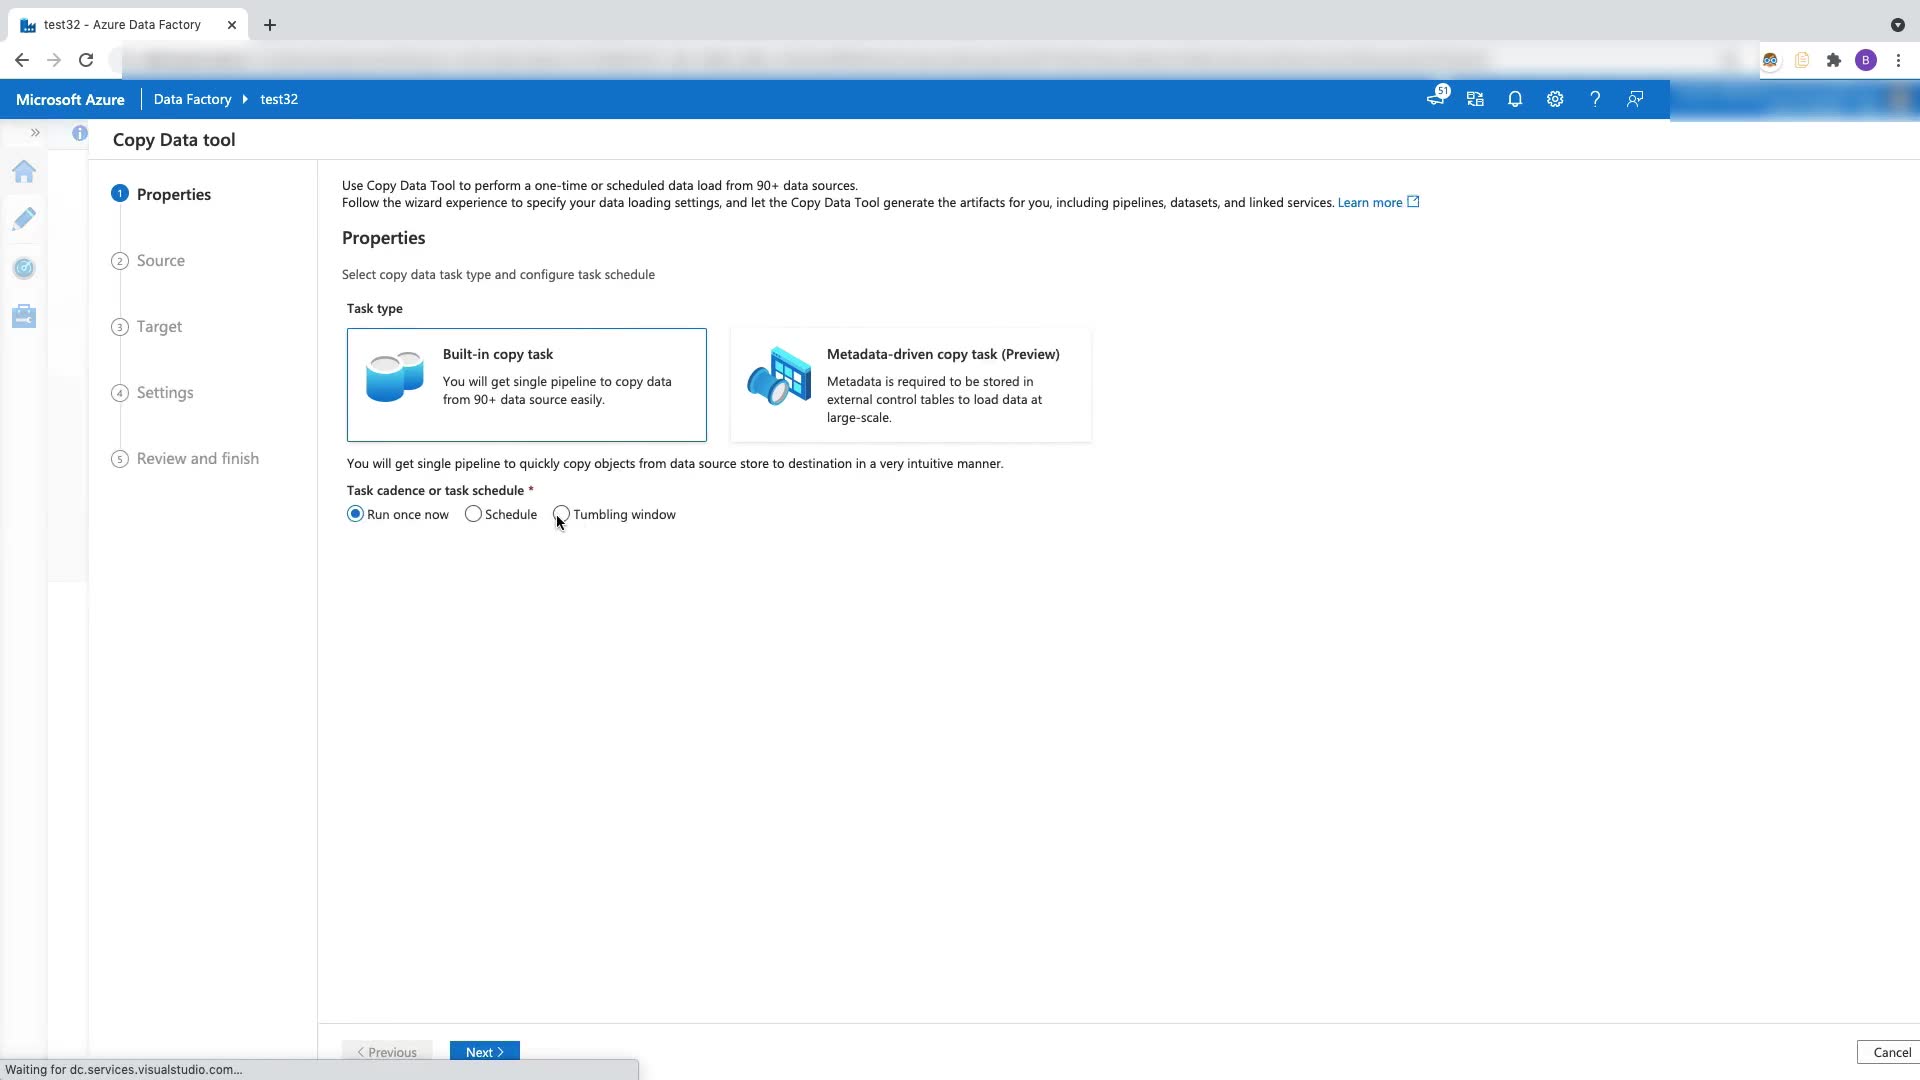 test32 - Azure Data Factory
B
Microsoft Azure
Data Factory
test32
51
Copy Data tool
1 Properties
2 Source
3 Target
4 Settings
5 Review and finish
Use Copy Data Tool to perform a one-time or scheduled data load from 90+ data sources.
Follow the wizard experience to specify your data loading settings, and let the Copy Data Tool generate the artifacts for you, including pipelines, datasets, and linked services. Learn more
Properties
Select copy data task type and configure task schedule
Task type
Built-in copy task
You will get single pipeline to copy data
from 90+ data source easily.
Metadata-driven copy task (Preview)
Metadata is required to be stored in
external control tables to load data at
large-scale.
You will get single pipeline to quickly copy objects from data source store to destination in a very intuitive manner.
Task cadence or task schedule *
Run once now
Schedule
Tumbling window
< Previous
Next >
Cancel
Waiting for dc.services.visualstudio.com...